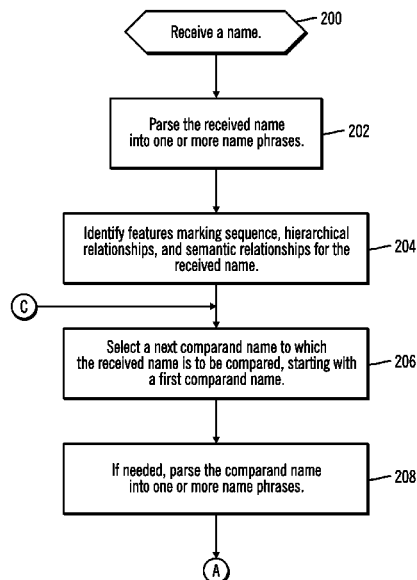 Receive a name.
200
Parse the received name
into one or more name phrases.
202
Identify features marking sequence, hierarchical
relationships, and semantic relationships for the
received name.
204
C
Select a next comparand name to which
the received name is to be compared, starting with
a first comparand name.
206
If needed, parse the comparand name
into one or more name phrases.
208
A